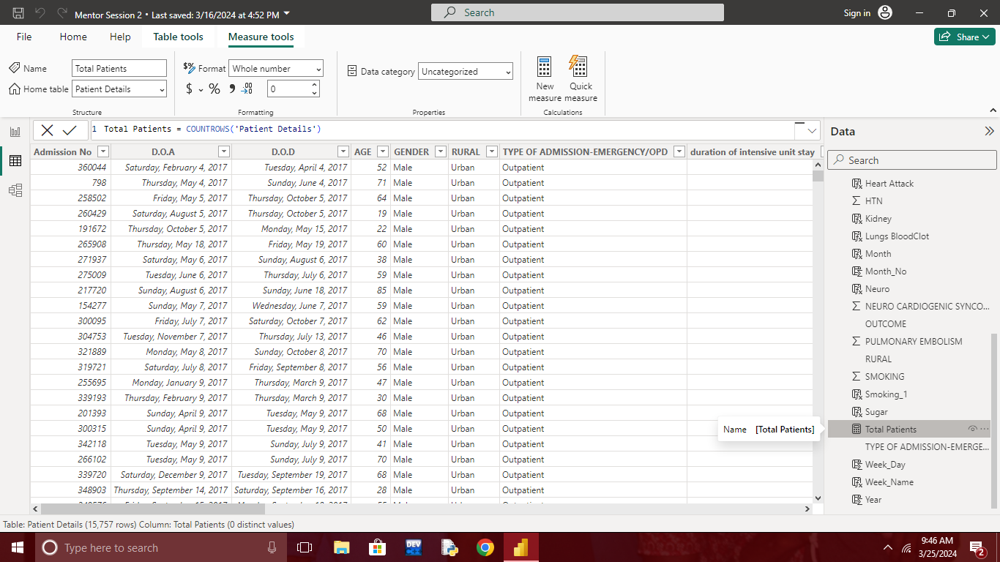 Mentor Session 2 • Last saved: 3/16/2024 at 4:52 PM
Search
Sign in
File
Home
Help
Table tools
Measure tools
Share
Name
Total Patients
Home table
Patient Details
Structure
$% Format
Whole number
$
%
,
.00
0
Formatting
Data category
Uncategorized
Properties
New measure
Quick measure
Calculations
1 Total Patients = COUNTROWS('Patient Details')
Admission No D.O.A D.O.D AGE GENDER RURAL TYPE OF ADMISSION-EMERGENCY/OPD duration of intensive unit stay
360044 Saturday, February 4, 2017 Tuesday, April 4, 2017 52 Male Urban Outpatient
798 Thursday, May 4, 2017 Sunday, June 4, 2017 71 Male Urban Outpatient
258502 Friday, May 5, 2017 Thursday, October 5, 2017 64 Male Urban Outpatient
260429 Saturday, August 5, 2017 Thursday, October 5, 2017 19 Male Urban Outpatient
191672 Thursday, October 5, 2017 Monday, May 15, 2017 22 Male Urban Outpatient
265908 Thursday, May 18, 2017 Friday, May 19, 2017 60 Male Urban Outpatient
271937 Saturday, May 6, 2017 Sunday, August 6, 2017 38 Male Urban Outpatient
275009 Tuesday, June 6, 2017 Thursday, July 6, 2017 59 Male Urban Outpatient
217720 Sunday, August 6, 2017 Sunday, June 18, 2017 85 Male Urban Outpatient
154277 Sunday, May 7, 2017 Wednesday, June 7, 2017 59 Male Urban Outpatient
300095 Friday, July 7, 2017 Saturday, October 7, 2017 62 Male Urban Outpatient
304753 Tuesday, November 7, 2017 Thursday, July 13, 2017 46 Male Urban Outpatient
321889 Monday, May 8, 2017 Sunday, October 8, 2017 70 Male Urban Outpatient
319721 Saturday, July 8, 2017 Friday, September 8, 2017 56 Male Urban Outpatient
255695 Monday, January 9, 2017 Thursday, March 9, 2017 47 Male Urban Outpatient
339193 Thursday, February 9, 2017 Thursday, March 9, 2017 30 Male Urban Outpatient
201393 Sunday, April 9, 2017 Tuesday, May 9, 2017 68 Male Urban Outpatient
300315 Sunday, April 9, 2017 Tuesday, May 9, 2017 50 Male Urban Outpatient
342118 Tuesday, May 9, 2017 Sunday, July 9, 2017 41 Male Urban Outpatient
266102 Tuesday, May 9, 2017 Sunday, July 9, 2017 70 Male Urban Outpatient
339720 Saturday, December 9, 2017 Tuesday, September 19, 2017 68 Male Urban Outpatient
348903 Thursday, September 14, 2017 Saturday, September 16, 2017 28 Male Urban Outpatient
Name [Total Patients]
Data
Search
Heart Attack
HTN
Kidney
Lungs BloodClot
Month
Month_No
Neuro
NEURO CARDIOGENIC SYNCO...
OUTCOME
PULMONARY EMBOLISM
RURAL
SMOKING
Smoking_1
Sugar
Total Patients
TYPE OF ADMISSION-EMERGE...
Week_Day
Week_Name
Year
Table: Patient Details (15,757 rows) Column: Total Patients (0 distinct values)
Type here to search
DEV
9:46 AM
3/25/2024
2